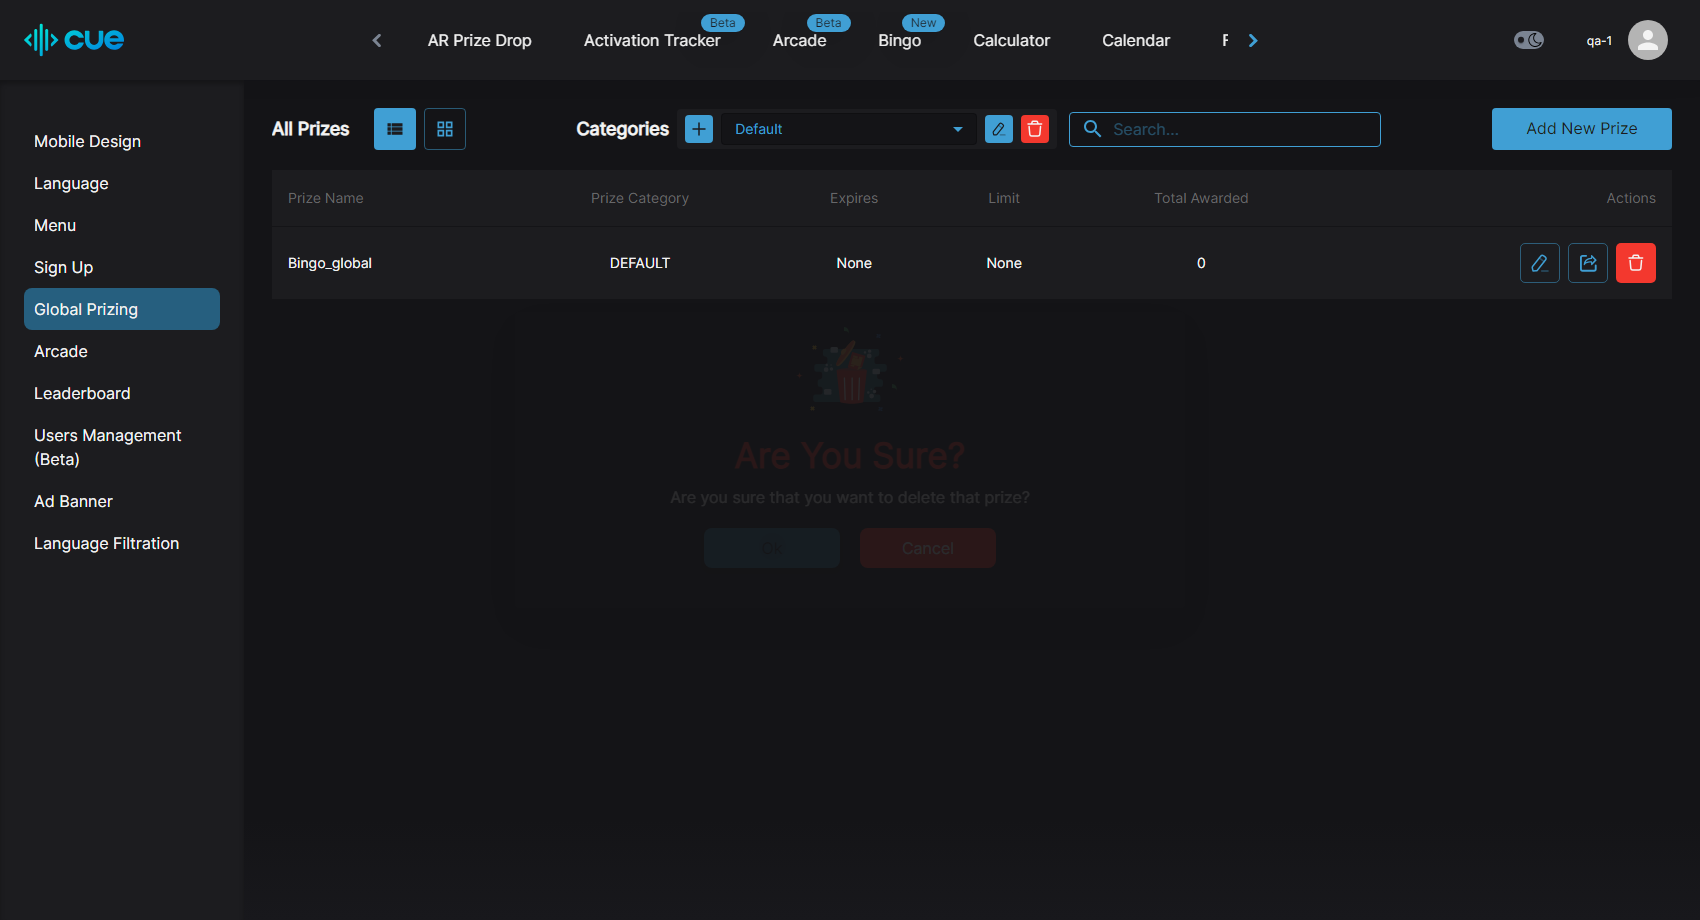 cue
AR Prize Drop
Activation Tracker
Beta
Arcade
Beta
Bingo
New
Calculator
Calendar
qa-1
Mobile Design
Language
Menu
Sign Up
Global Prizing
Arcade
Leaderboard
Users Management
(Beta)
Ad Banner
Language Filtration
All Prizes
Categories
Default
Search...
Add New Prize
Prize Name Prize Category Expires Limit Total Awarded Actions
Bingo_global DEFAULT None None 0
Are You Sure?
Are you sure that you want to delete that prize?
Ok
Cancel